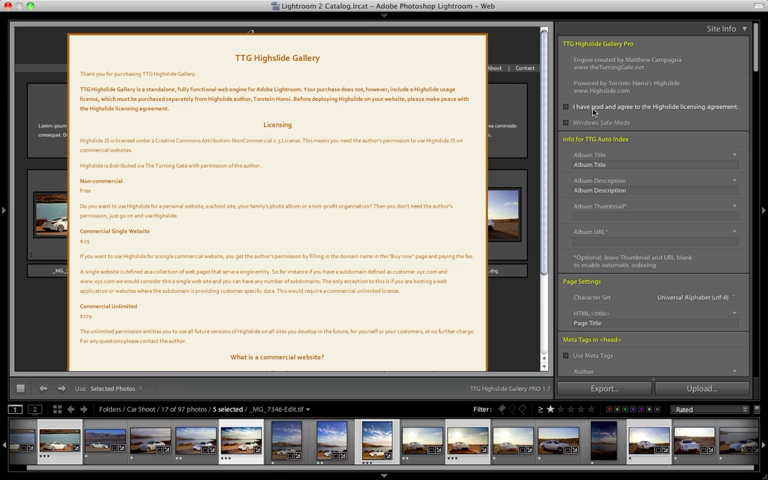 Lightroom 2 Catalog.lrcat - Adobe Photoshop Lightroom - Web
Site Info
TTG Highslide Gallery
Thank you for purchasing TTG Highslide Gallery.
TTG Highslide Gallery is a standalone, fully functional web-engine for Adobe Lightroom. Your purchase does not, however, include a Highslide usage
license, which must be purchased separately from Highslide author, Torstein Honsi. Before deploying Highslide on your website, please make peace with
the Highslide licensing agreement.
Licensing
Highslide JS is licensed under a Creative Commons Attribution-NonCommercial 2.5 License. This means you need the author's permission to use Highslide JS on
commercial websites.
Highslide is distributed via The Turning Gate with permission of the author.
Non-commercial
Free
Do you want to use Highslide for a personal website, a school site, your family's photo album or a non-profit organisation? Then you don't need the author's
permission, just go on and use Highslide.
Commercial Single Website
$29
If you want to use Highslide for a single commercial website, you get the author's permission by filling in the domain name in the "Buy now" page and paying the fee.
A single website is defined as a collection of web pages that serve a single entity. So for instance if you have a subdomain defined as customer.xyz.com and
www.xyz.com we would consider this a single web and you can have any number of subdomains. The only exception to this is if you are hosting a web
application or websites where the subdomain is providing customer specific data. This would require a commercial unlimited license.
Commercial Unlimited
$179
The unlimited permission entitles you to use all future versions of Highslide on all sites you develop in the future, for yourself or your customers, at no further charge.
For any questions please contact the author.
What is a commercial website?
About | Contact
Lorem ipsum
ea commodo
consequat.
1
_MG_
.dng
TTG Highslide Gallery Pro
Engine created by Matthew Campagna
www.theTurningGate.net
Powered by Torstein Hønsi's Highslide
www.highslide.com
I have read and agree to the Highslide licensing agreement.
Windows Safe-Mode
Info for TTG Auto Index
Album Title
Album Title
Album Description
Album Description
Album Thumbnail*
Album URL*
*Optional; leave Thumbnail and URL blank
to enable automatic indexing.
Page Settings
Character Set Universal Alphabet (utf-8)
HTML <title>
Page Title
Meta Tags in <head>
Use Meta Tags
Author
Use: Selected Photos
TTG Highslide Gallery PRO 1.7
Export...
Upload...
1 2 Folders / Car Shoot / 17 of 97 photos / 5 selected / _MG_7346-Edit.tif
Filter: Rated